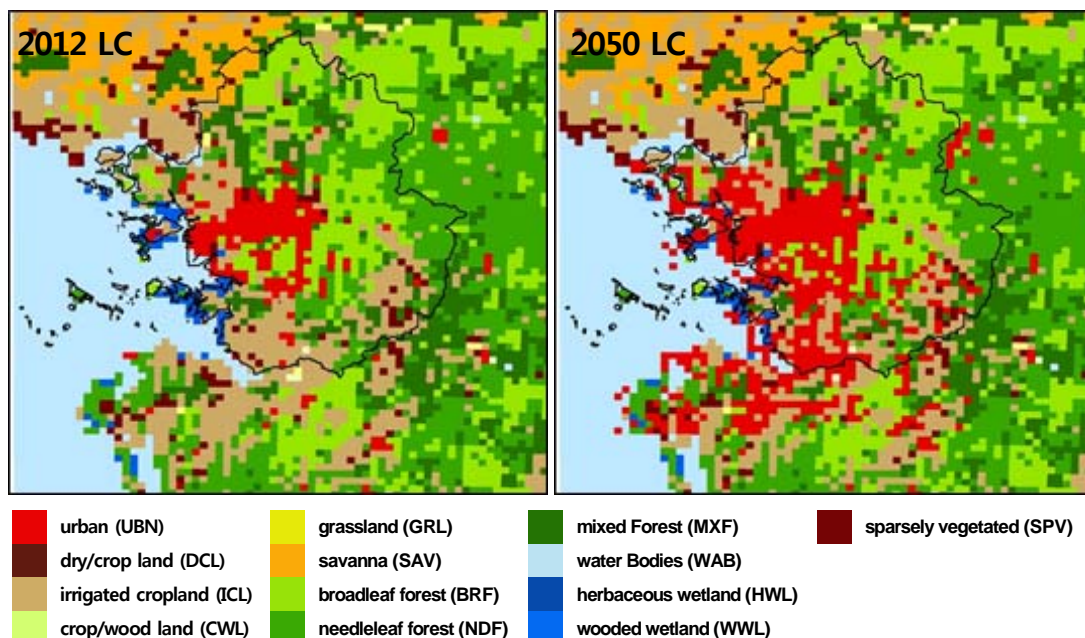 2012 LC
2050 LC
urban (UBN)
grassland (GRL)
mixed Forest (MXF)
sparsely vegetated (SPV)
dry/crop land (DCL)
savanna (SAV)
water Bodies (WAB)
irrigated cropland (ICL)
broadleaf forest (BRF)
herbaceous wetland (HWL)
crop/wood land (CWL)
needleleaf forest (NDF)
wooded wetland (WWL)